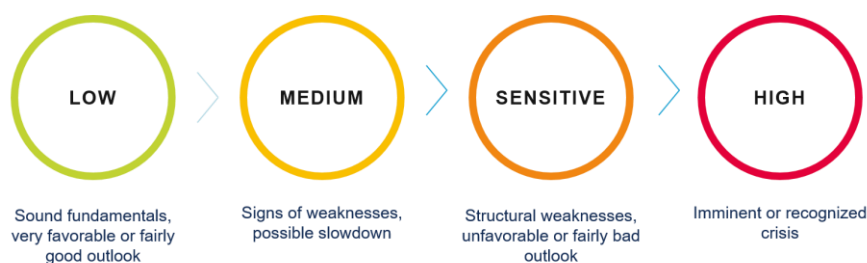 LOW
MEDIUM
SENSITIVE
HIGH
Sound fundamentals,
very favorable or fairly
good outlook
Signs of weaknesses,
possible slowdown
Structural weaknesses,
unfavorable or fairly bad
outlook
Imminent or recognized
crisis